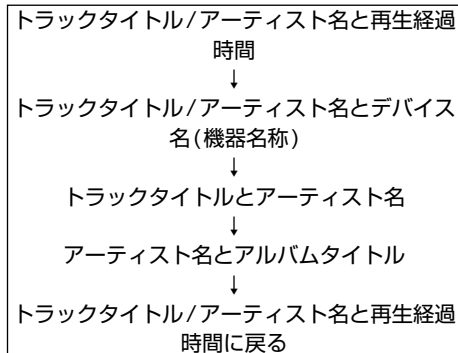 トラックタイトル/アーティスト名と再生経過
時間
↓
トラックタイトル/アーティスト名とデバイス
名(機器名称)
↓
トラックタイトルとアーティスト名
↓
アーティスト名とアルバムタイトル
↓
トラックタイトル/アーティスト名と再生経過
時間に戻る